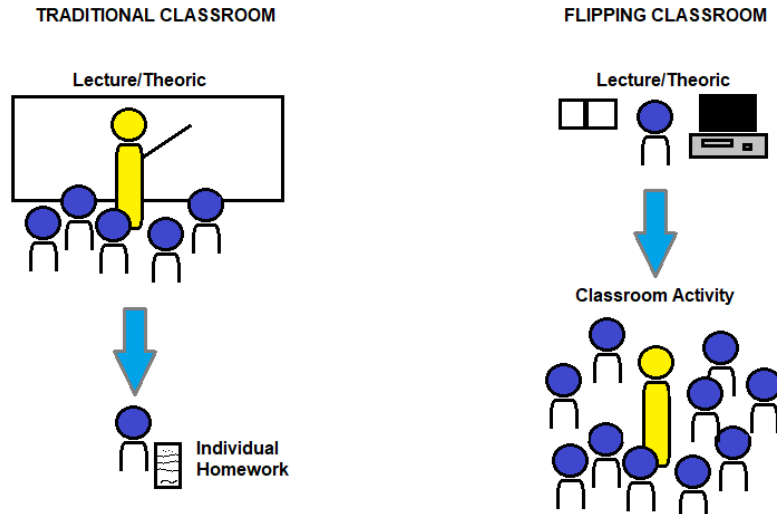 TRADITIONAL CLASSROOM
Lecture/Theoric
Individual
Homework
FLIPPING CLASSROOM
Lecture/Theoric
Classroom Activity